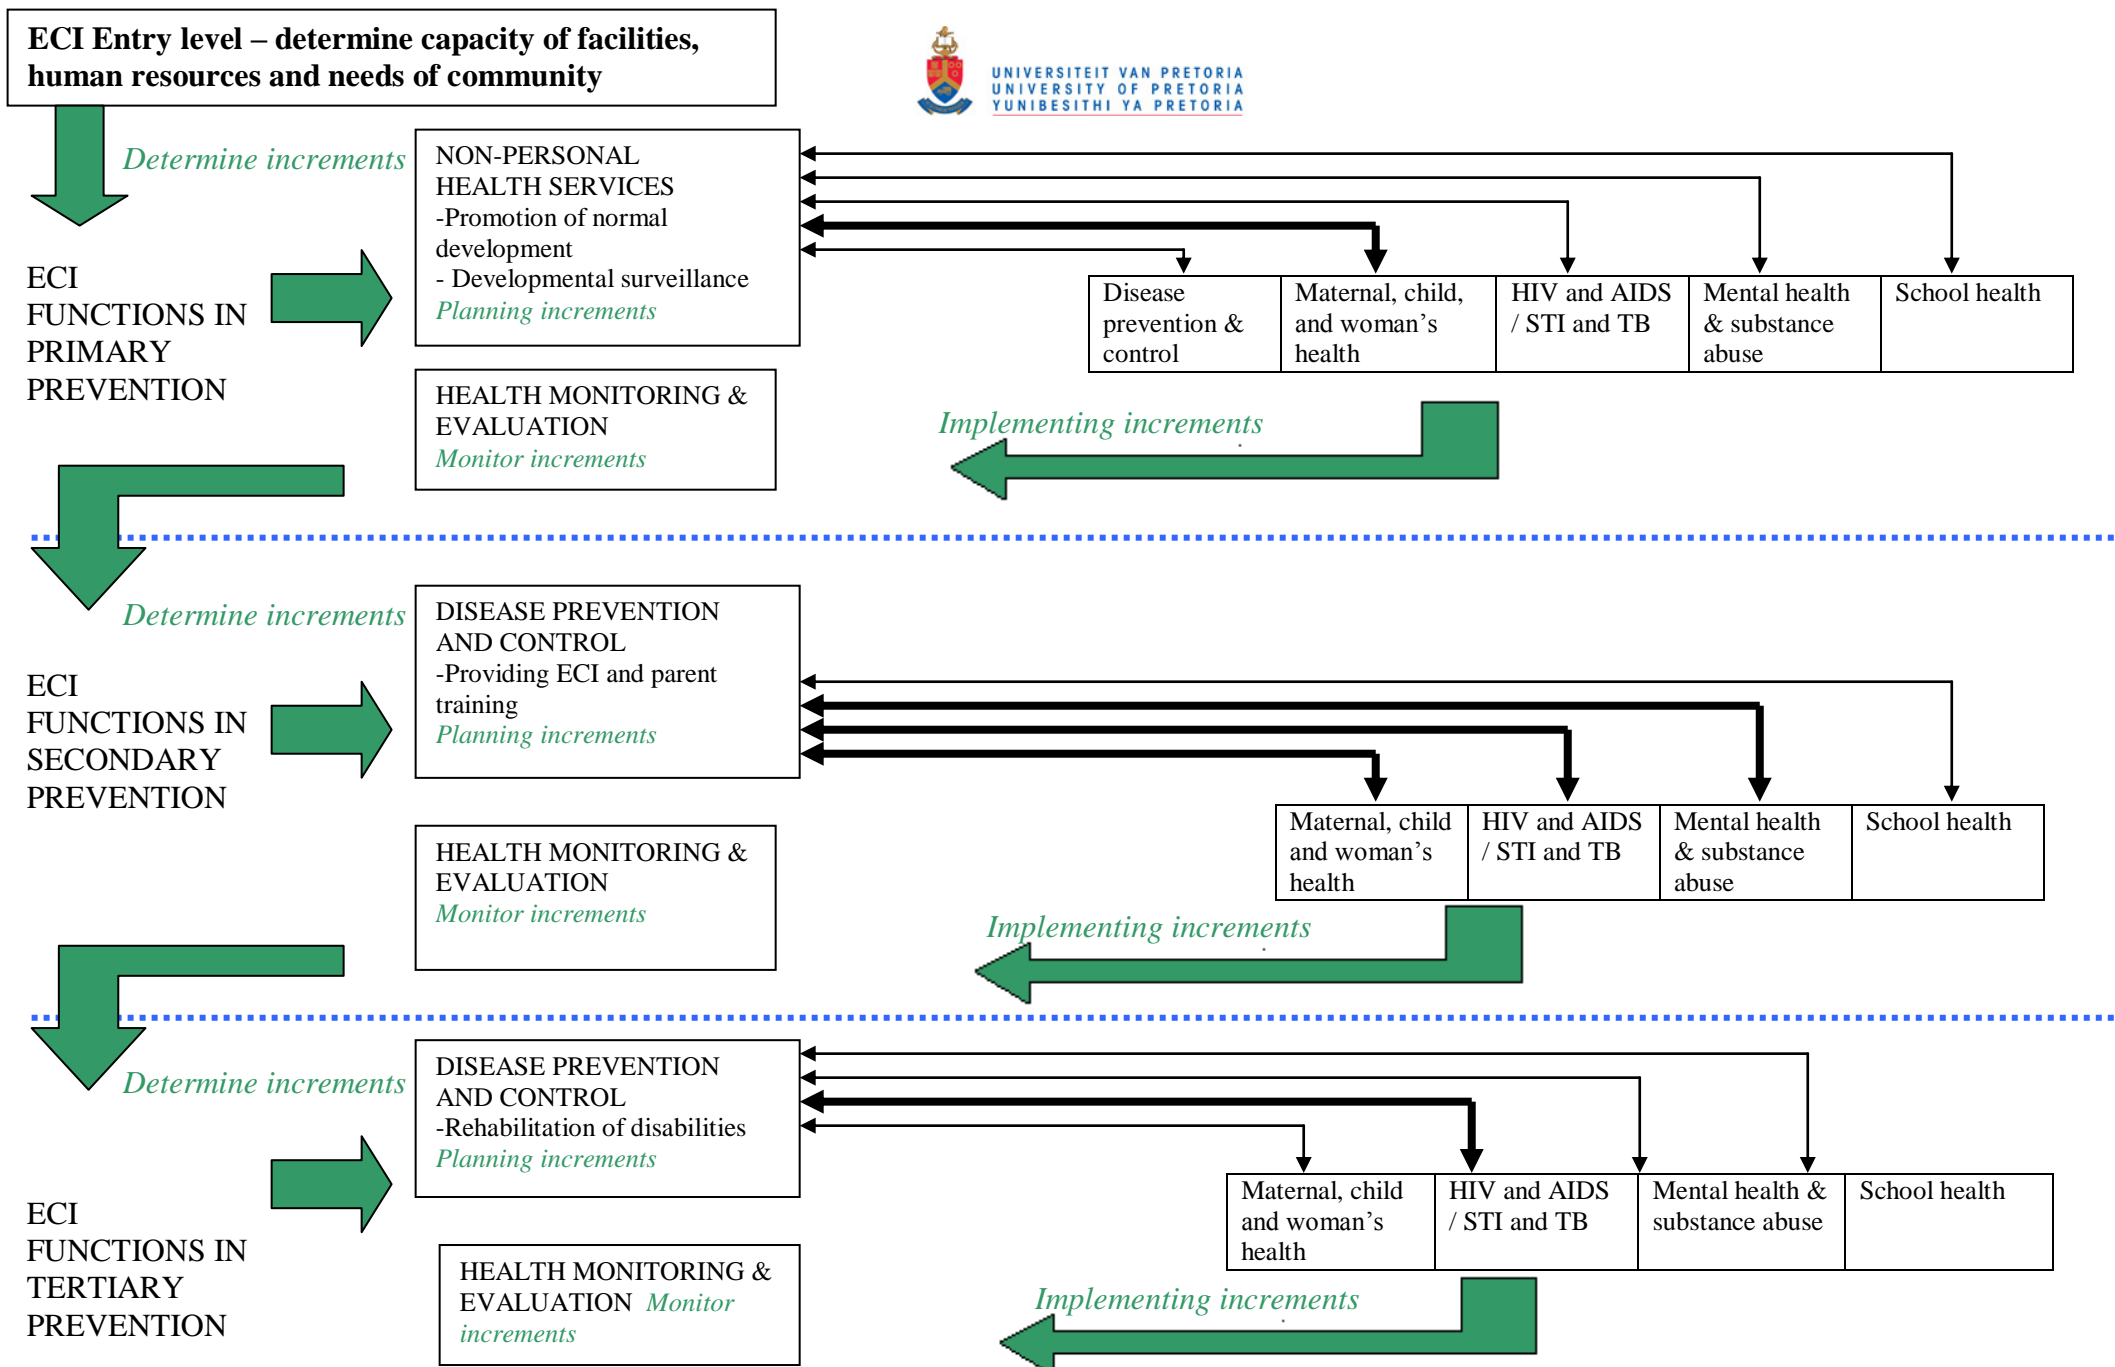 ECI Entry level – determine capacity of facilities,
human resources and needs of community
UNIVERSITEIT VAN PRETORIA
UNIVERSITY OF PRETORIA
YUNIBESITHI YA PRETORIA
Determine increments
NON-PERSONAL
HEALTH SERVICES
-Promotion of normal
development
- Developmental surveillance
Planning increments
ECI
FUNCTIONS IN
PRIMARY
PREVENTION
Disease
prevention &
control
Maternal, child,
and woman’s
health
HIV and AIDS
/ STI and TB
Mental health
& substance
abuse
School health
HEALTH MONITORING &
EVALUATION
Monitor increments
Implementing increments
Determine increments
DISEASE PREVENTION
AND CONTROL
-Providing ECI and parent
training
Planning increments
ECI
FUNCTIONS IN
SECONDARY
PREVENTION
Maternal, child
and woman’s
health
HIV and AIDS
/ STI and TB
Mental health
& substance
abuse
School health
HEALTH MONITORING &
EVALUATION
Monitor increments
Implementing increments
Determine increments
DISEASE PREVENTION
AND CONTROL
-Rehabilitation of disabilities
Planning increments
ECI
FUNCTIONS IN
TERTIARY
PREVENTION
Maternal, child
and woman’s
health
HIV and AIDS
/ STI and TB
Mental health &
substance abuse
School health
HEALTH MONITORING &
EVALUATION Monitor
increments
Implementing increments